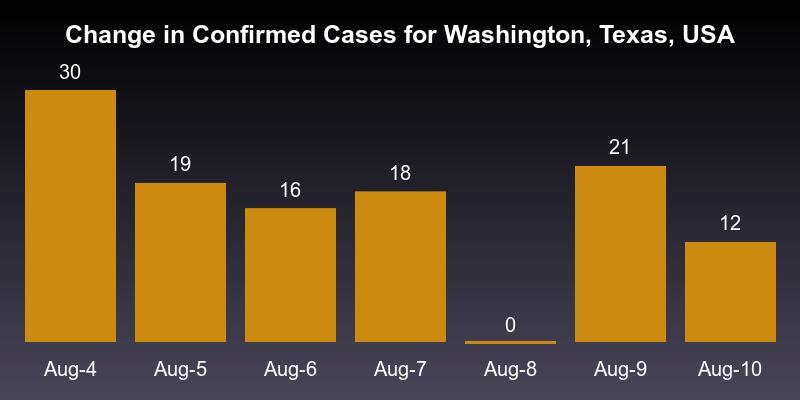 Change in Confirmed Cases for Washington, Texas, USA
30
19
16
18
0
21
12
Aug-4
Aug-5
Aug-6
Aug-7
Aug-8
Aug-9
Aug-10